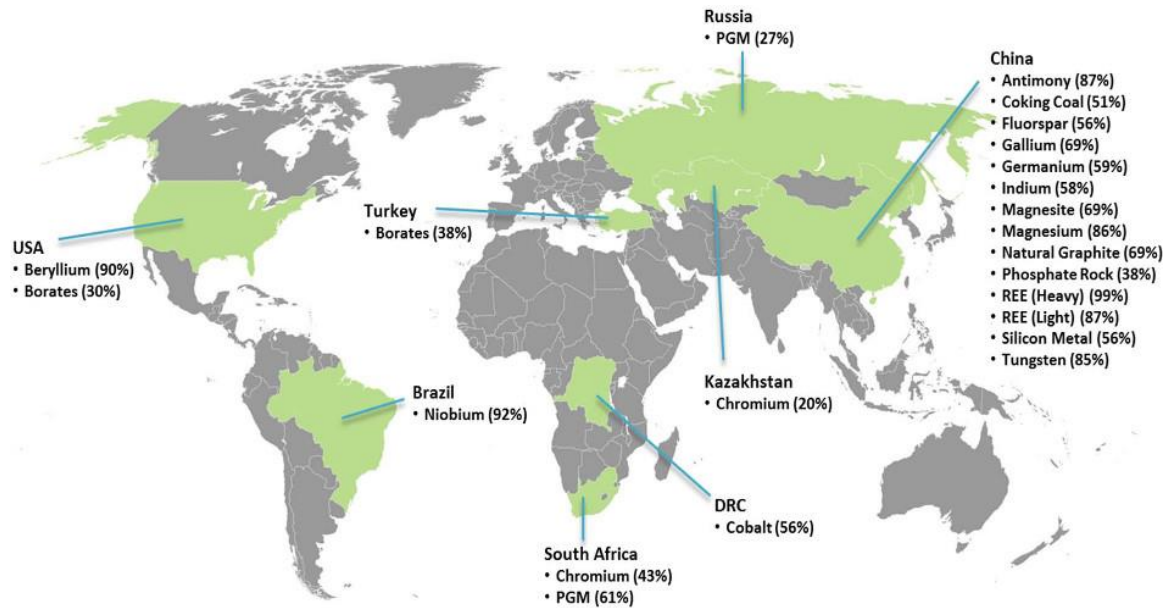 Russia
• PGM (27%)
China
• Antimony (87%)
• Coking Coal (51%)
• Fluorspar (56%)
• Gallium (69%)
• Germanium (59%)
• Indium (58%)
• Magnesite (69%)
• Magnesium (86%)
• Natural Graphite (69%)
• Phosphate Rock (38%)
• REE (Heavy) (99%)
• REE (Light) (87%)
• Silicon Metal (56%)
• Tungsten (85%)
Turkey
• Borates (38%)
USA
• Beryllium (90%)
• Borates (30%)
Kazakhstan
• Chromium (20%)
Brazil
• Niobium (92%)
DRC
• Cobalt (56%)
South Africa
• Chromium (43%)
• PGM (61%)